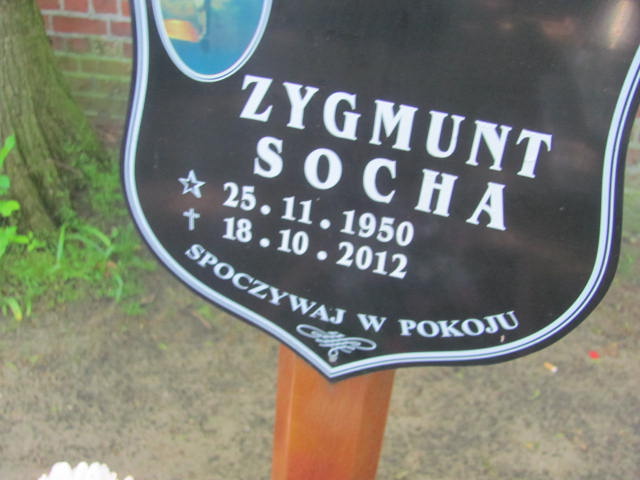 ZYGMUNT
SOCHA
25.11.1950
18.10.2012
SPOCZYWAJ W POKOJU